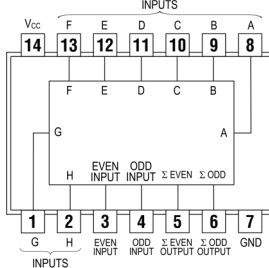 INPUTS
VCC F E D C B A
14 13 12 11 10 9 8
F E D C B
G A
EVEN INPUT ODD INPUT
H Σ EVEN Σ ODD
1 2 3 4 5 6 7
G H EVEN INPUT ODD INPUT Σ EVEN OUTPUT Σ ODD OUTPUT GND
INPUTS